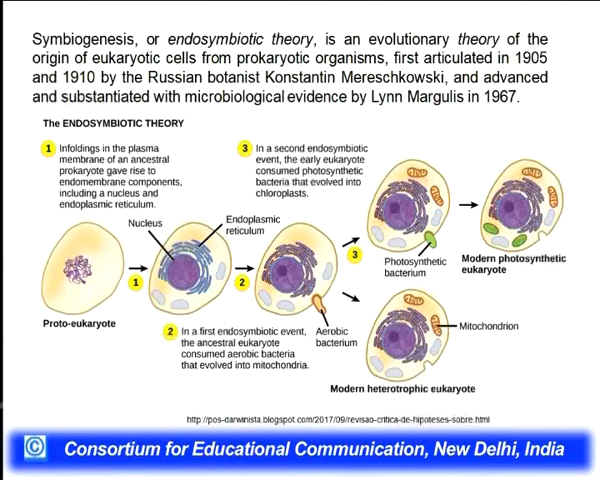 Symbiogenesis, or endosymbiotic theory, is an evolutionary theory of the
origin of eukaryotic cells from prokaryotic organisms, first articulated in 1905
and 1910 by the Russian botanist Konstantin Mereschkowski, and advanced
and substantiated with microbiological evidence by Lynn Margulis in 1967.
The ENDOSYMBIOTIC THEORY
1 Infoldings in the plasma
membrane of an ancestral
prokaryote gave rise to
endomembrane components,
including a nucleus and
endoplasmic reticulum.
3 In a second endosymbiotic
event, the early eukaryote
consumed photosynthetic
bacteria that evolved into
chloroplasts.
Nucleus
Endoplasmic
reticulum
1
2
3
Photosynthetic
bacterium
Modern photosynthetic
eukaryote
Proto-eukaryote
2 In a first endosymbiotic event,
the ancestral eukaryote
consumed aerobic bacteria
that evolved into mitochondria.
Aerobic
bacterium
Mitochondrion
Modern heterotrophic eukaryote
http://pos-darwinista.blogspot.com/2017/09/revisao-critica-de-hipoteses-sobre.html
© Consortium for Educational Communication, New Delhi, India